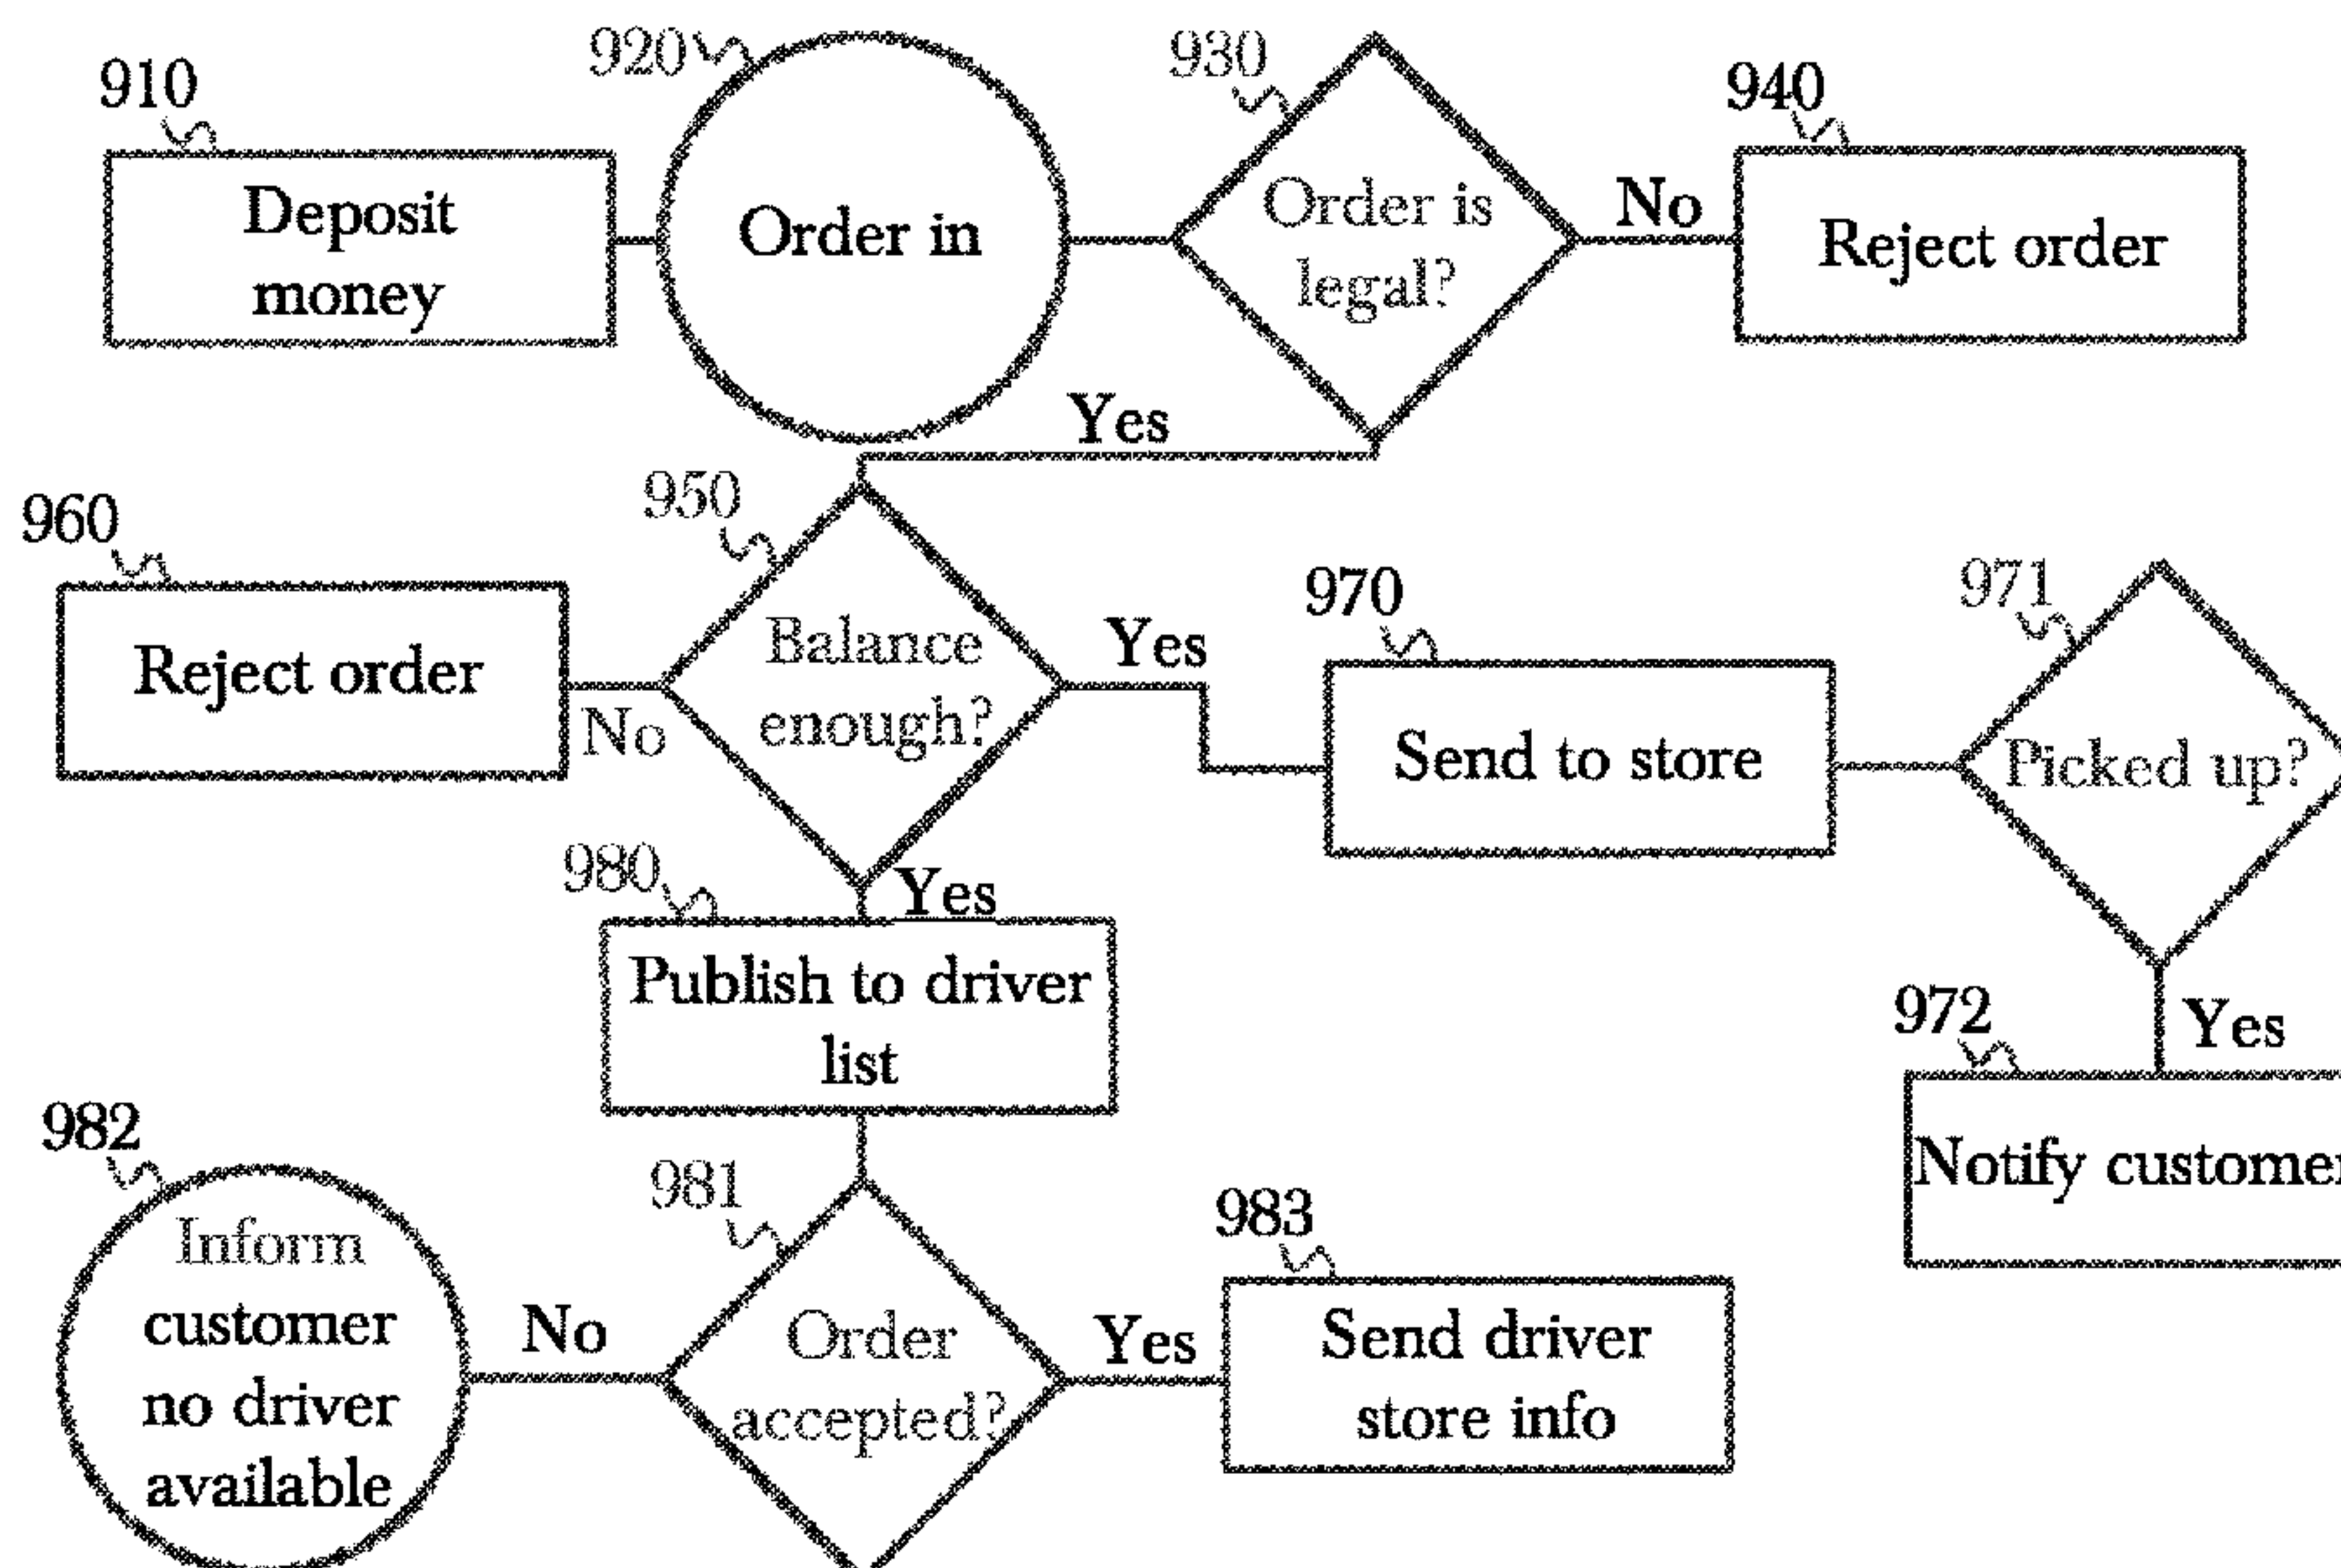 910
Deposit
money
920
Order in
930
Order is
legal?
No
940
Reject order
Yes
960
Reject order
No
950
Balance
enough?
Yes
970
Send to store
971
Picked up?
Yes
972
Notify customer
980
Yes
Publish to driver
list
982
Inform
customer
no driver
available
No
981
Order
accepted?
Yes
983
Send driver
store info